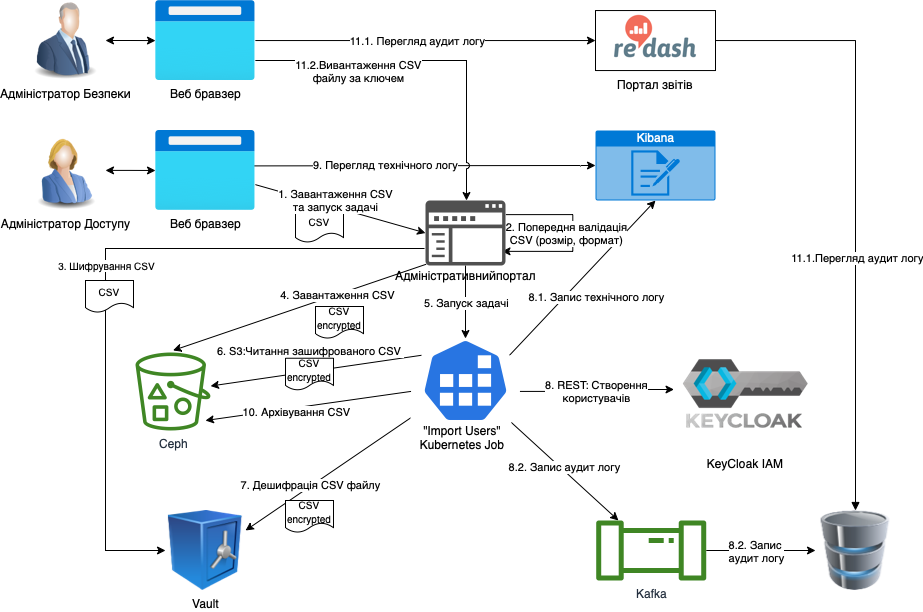 Адміністратор Безпеки
Веб бравзер
11.1. Перегляд аудит логу
11.2.Вивантаження CSV
файлу за ключем
re:dash
Портал звітів
Адміністратор Доступу
Веб бравзер
9. Перегляд технічного логу
Kibana
1. Завантаження CSV
та запуск задачі
CSV
2. Попередня валідація
CSV (розмір, формат)
Адміністративнийпортал
11.1.Перегляд аудит логу
3. Шифрування CSV
CSV
4. Завантаження CSV
CSV
encrypted
5. Запуск задачі
8.1. Запис технічного логу
6. S3:Читання зашифрованого CSV
CSV
encrypted
10. Архівування CSV
Ceph
"Import Users"
Kubernetes Job
8. REST: Створення
користувачів
KEYCLOAK
KeyCloak IAM
8.2. Запис аудит логу
7. Дешифрація CSV файлу
CSV
encrypted
Vault
Kafka
8.2. Запис
аудит логу